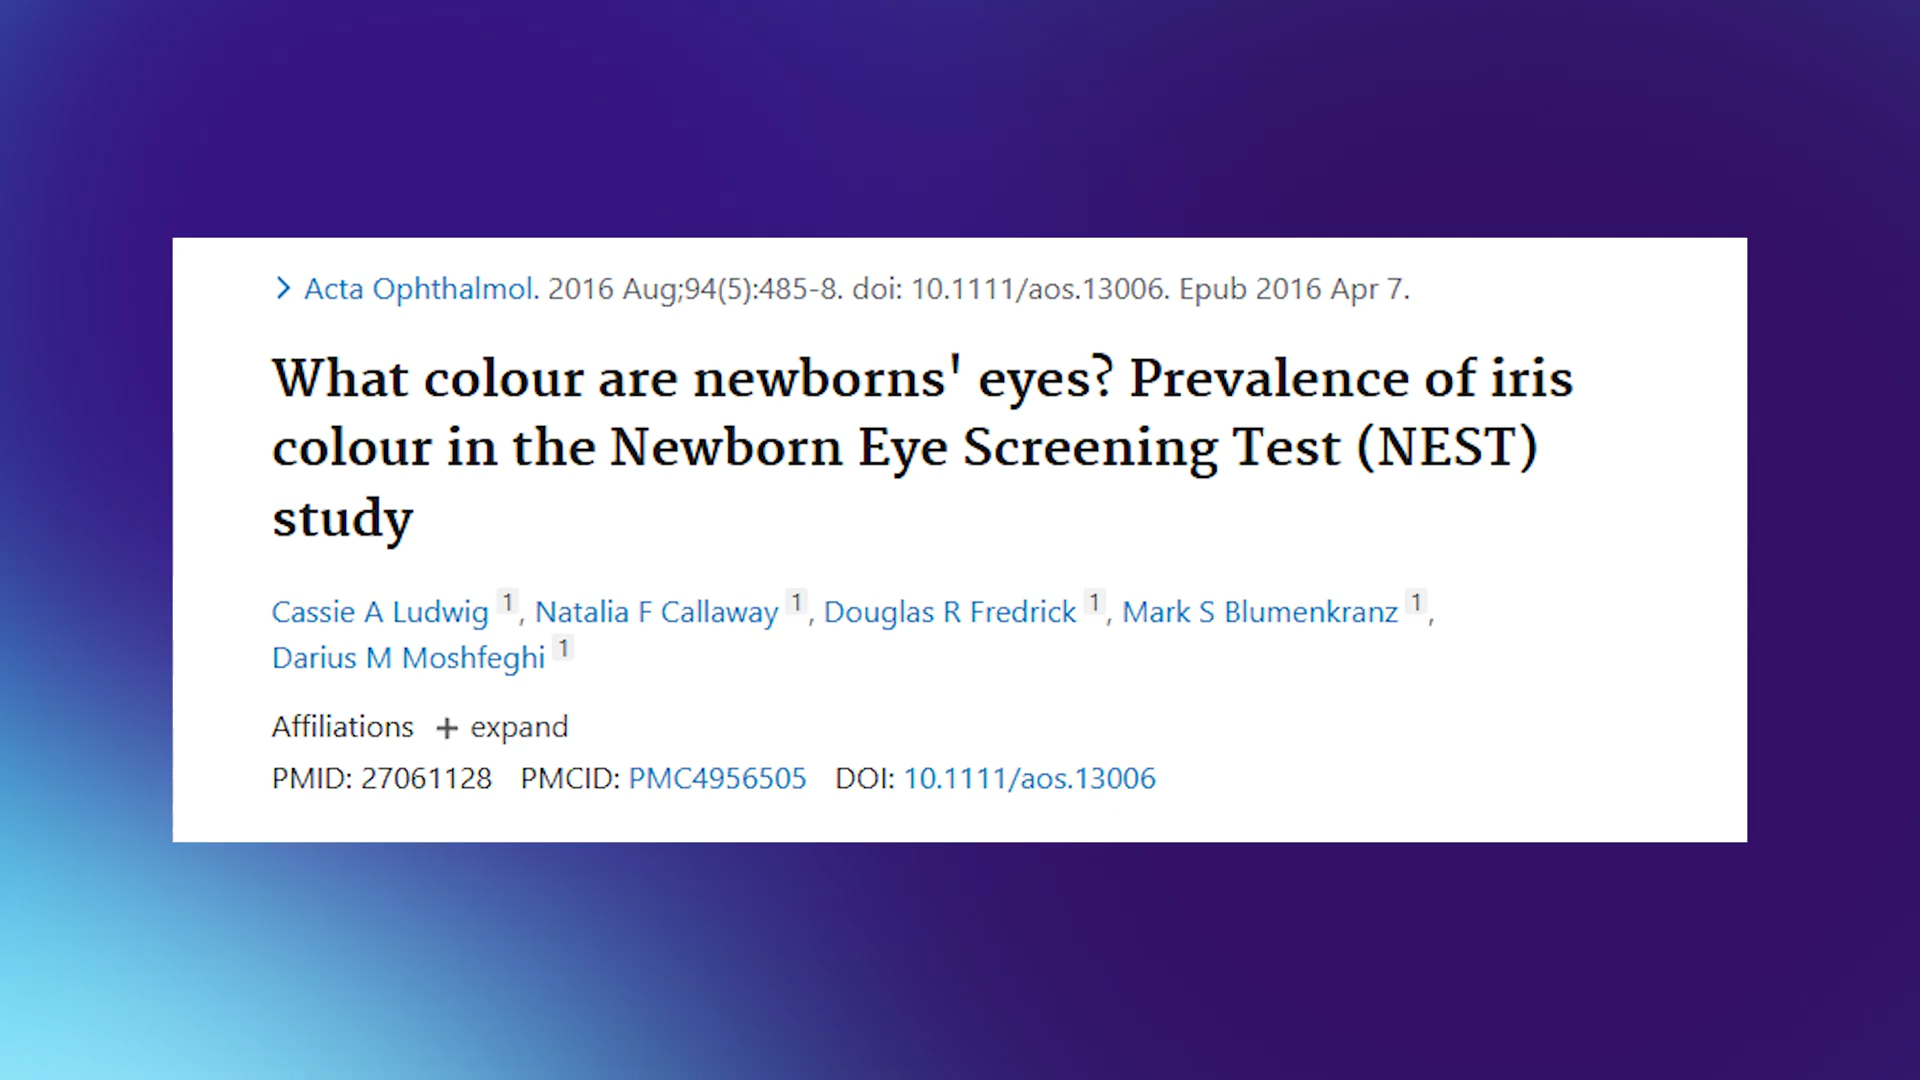 Acta Ophthalmol. 2016 Aug;94(5):485-8. doi: 10.1111/aos.13006. Epub 2016 Apr 7.
What colour are newborns' eyes? Prevalence of iris
colour in the Newborn Eye Screening Test (NEST)
study
Cassie A Ludwig 1, Natalia F Callaway 1, Douglas R Fredrick 1, Mark S Blumenkranz 1,
Darius M Moshfeghi 1
Affiliations + expand
PMID: 27061128 PMCID: PMC4956505 DOI: 10.1111/aos.13006